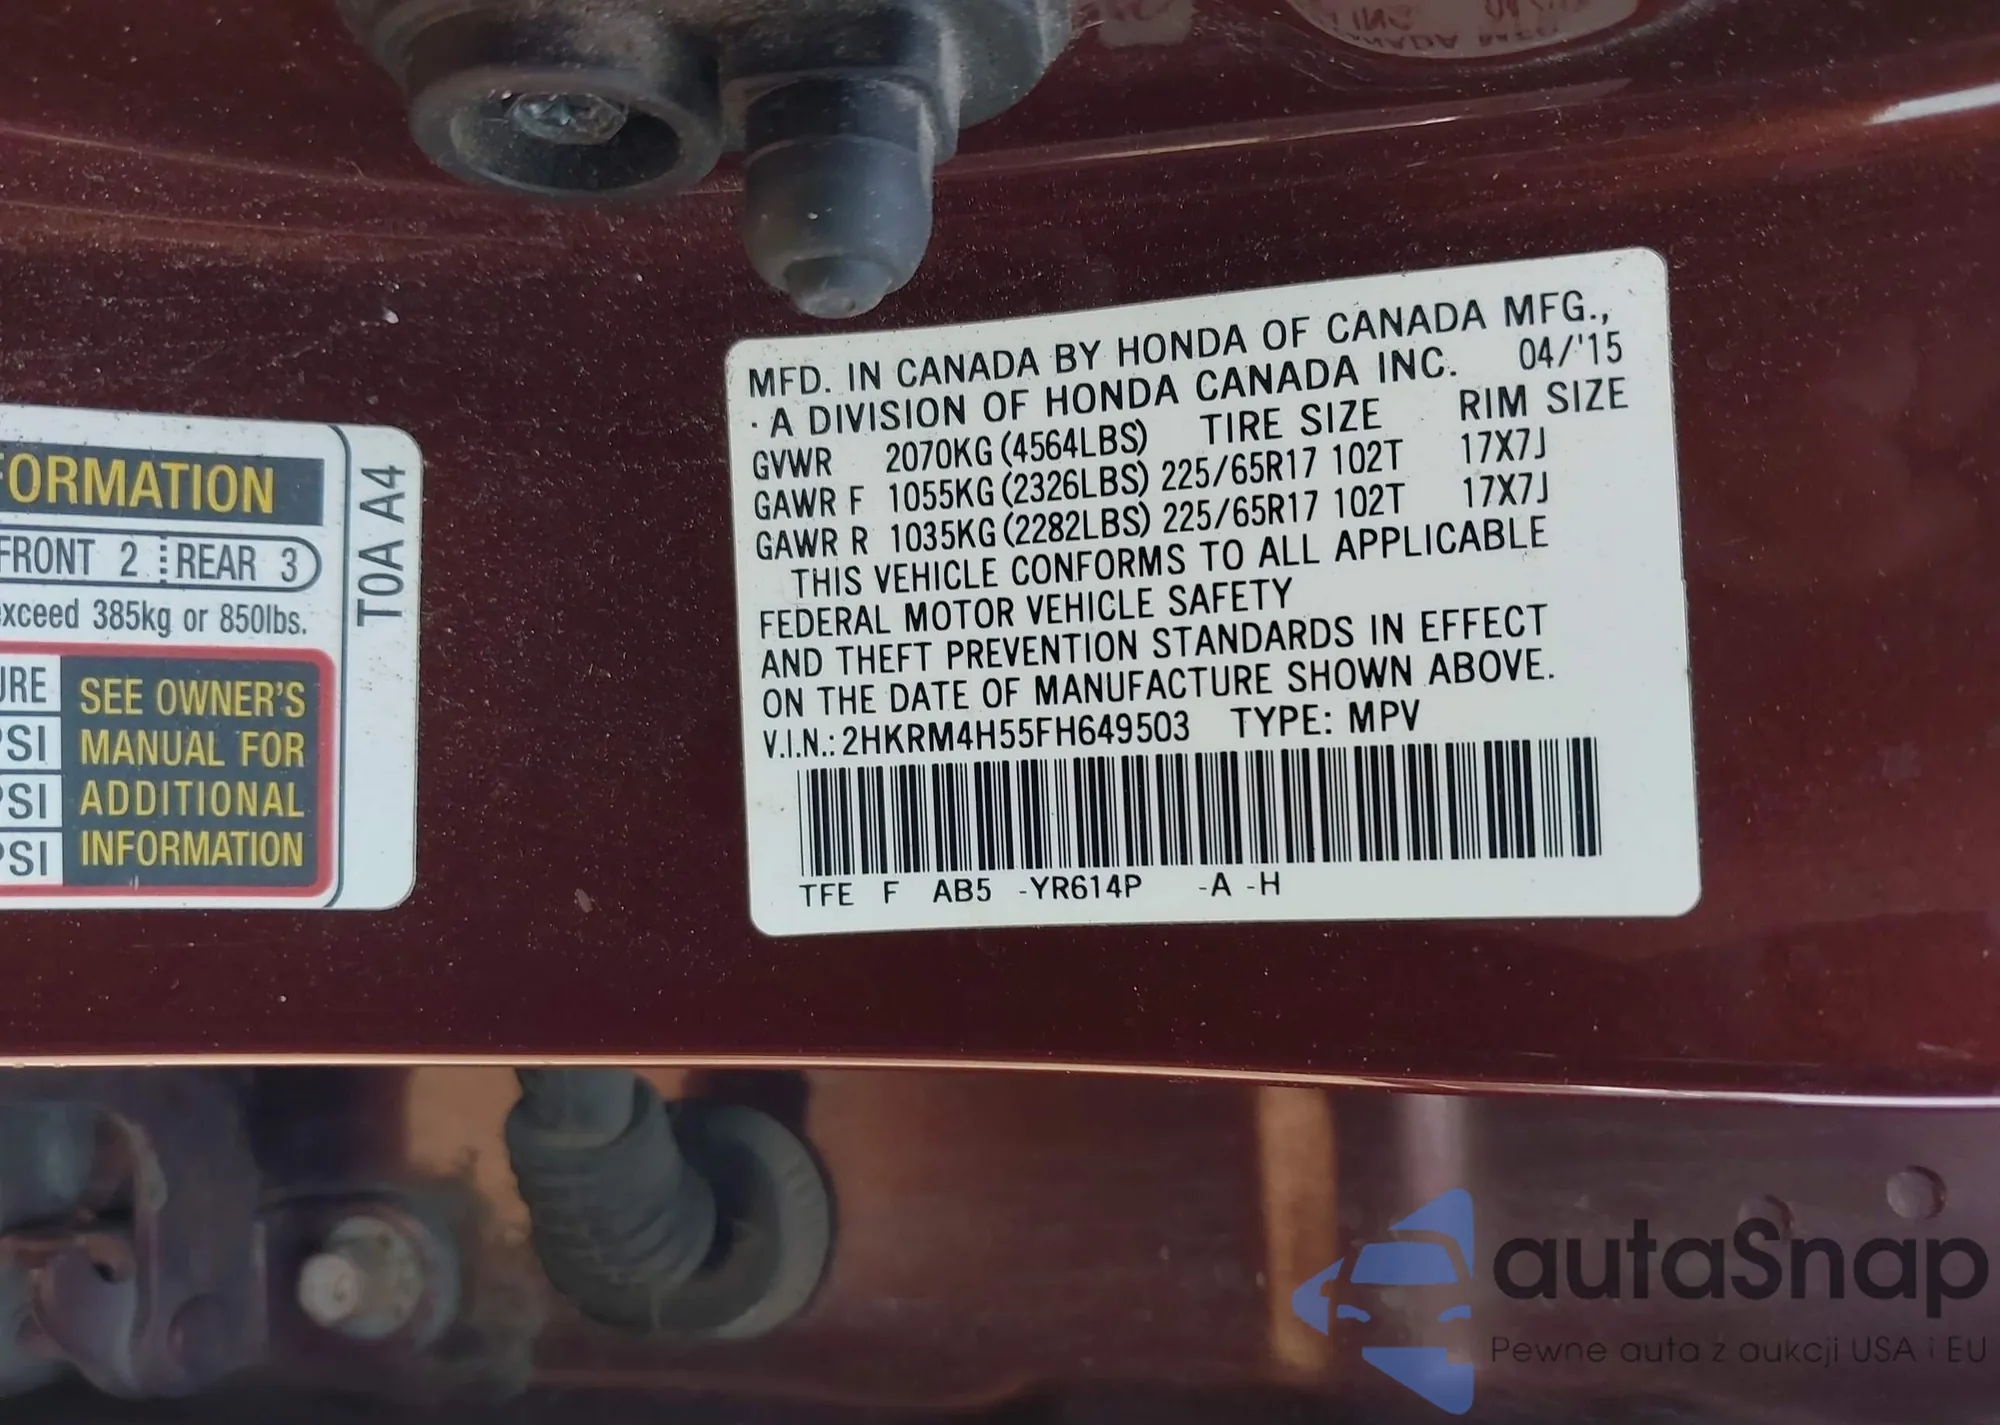 FORMATION
FRONT 2 REAR 3
exceed 385kg or 850lbs.
URE
PSI
PSI
PSI
SEE OWNER'S
MANUAL FOR
ADDITIONAL
INFORMATION
T0A A4
MFD. IN CANADA BY HONDA OF CANADA MFG.,
· A DIVISION OF HONDA CANADA INC. 04/'15
GVWR 2070KG (4564LBS) TIRE SIZE RIM SIZE
GAWR F 1055KG (2326LBS) 225/65R17 102T 17X7J
GAWR R 1035KG (2282LBS) 225/65R17 102T 17X7J
THIS VEHICLE CONFORMS TO ALL APPLICABLE
FEDERAL MOTOR VEHICLE SAFETY
AND THEFT PREVENTION STANDARDS IN EFFECT
ON THE DATE OF MANUFACTURE SHOWN ABOVE.
V.I.N.: 2HKRM4H55FH649503 TYPE: MPV
TFE F AB5 -YR614P -A -H
autaSnap
Pewne auta z aukcji USA i EU